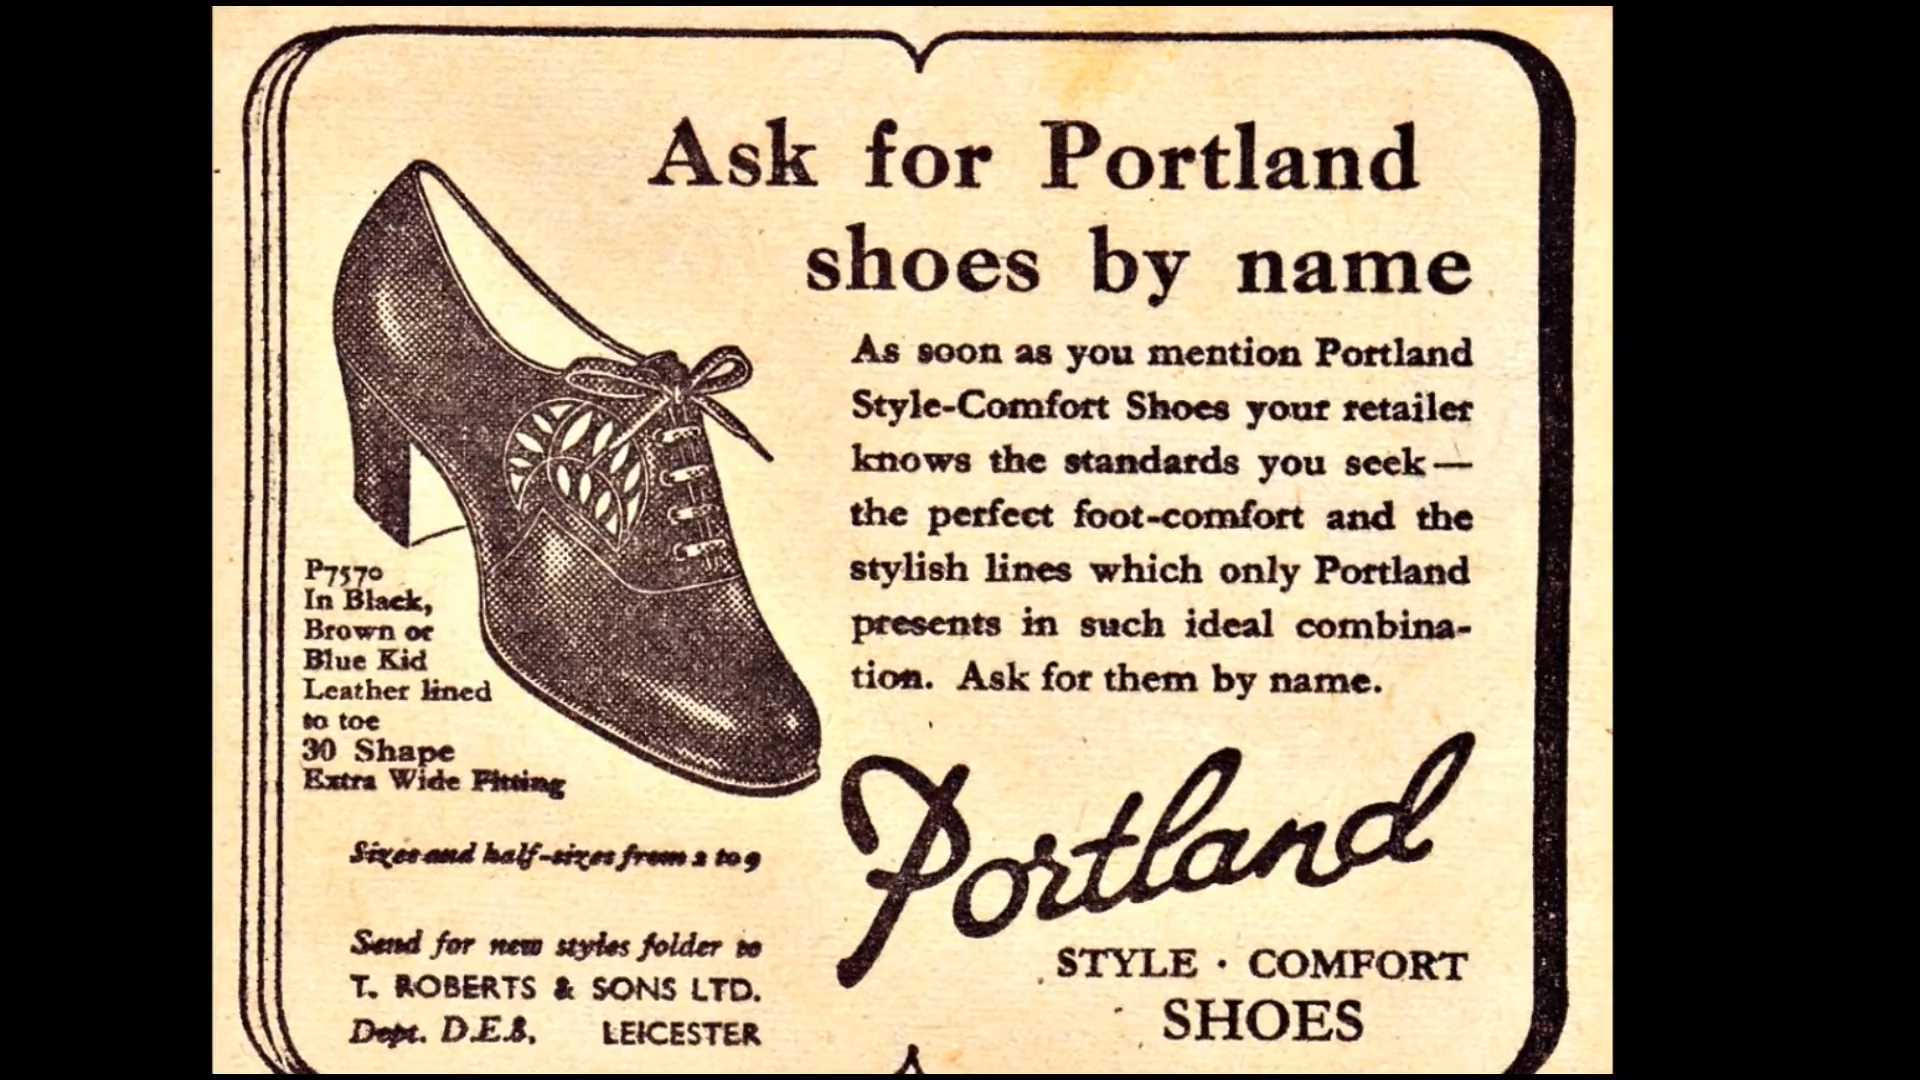 Ask for Portland
shoes by name
As soon as you mention Portland
Style-Comfort Shoes your retailer
knows the standards you seek—
the perfect foot-comfort and the
stylish lines which only Portland
presents in such ideal combina-
tion. Ask for them by name.
P7570
In Black,
Brown or
Blue Kid
Leather lined
to toe
30 Shape
Extra Wide Fitting
Sizes and half-sizes from 2 to 9
Send for new styles folder to
T. ROBERTS & SONS LTD.
Dept. LEICESTER
Portland
STYLE · COMFORT
SHOES